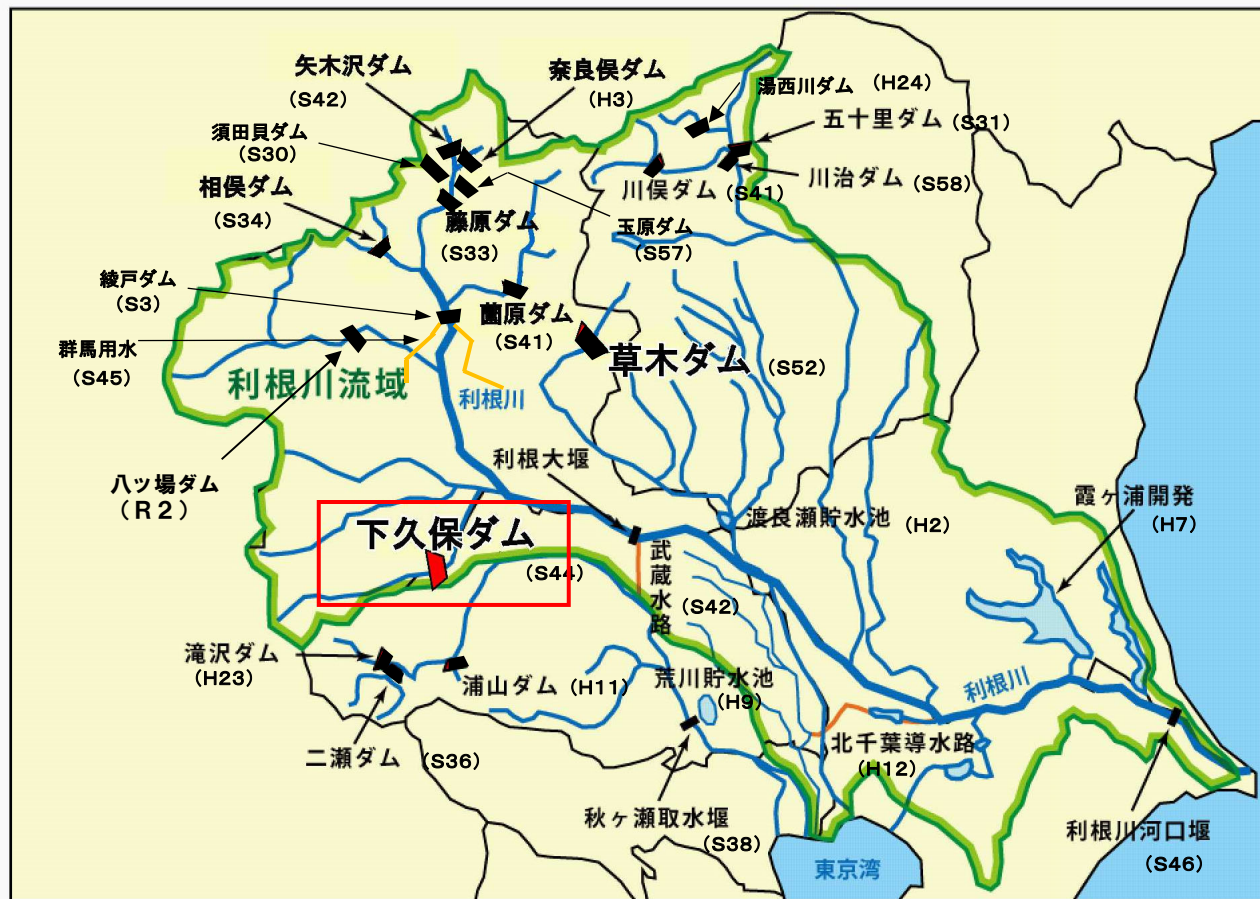 矢木沢ダム
(S42)
奈良俣ダム
(H3)
湯西川ダム (H24)
五十里ダム (S31)
須田貝ダム
(S30)
川治ダム (S58)
川俣ダム (S41)
相俣ダム
(S34)
藤原ダム
(S33)
玉原ダム
(S57)
綾戸ダム
(S3)
薗原ダム
(S41)
群馬用水
(S45)
草木ダム (S52)
利根川流域
利根川
利根大堰
八ッ場ダム
(R2)
霞ヶ浦開発
(H7)
渡良瀬貯水池 (H2)
下久保ダム
(S44)
武蔵水路
(S42)
滝沢ダム
(H23)
浦山ダム (H11)
荒川貯水池
(H9)
利根川
北千葉導水路
(H12)
二瀬ダム (S36)
秋ヶ瀬取水堰
(S38)
利根川河口堰
(S46)
東京湾